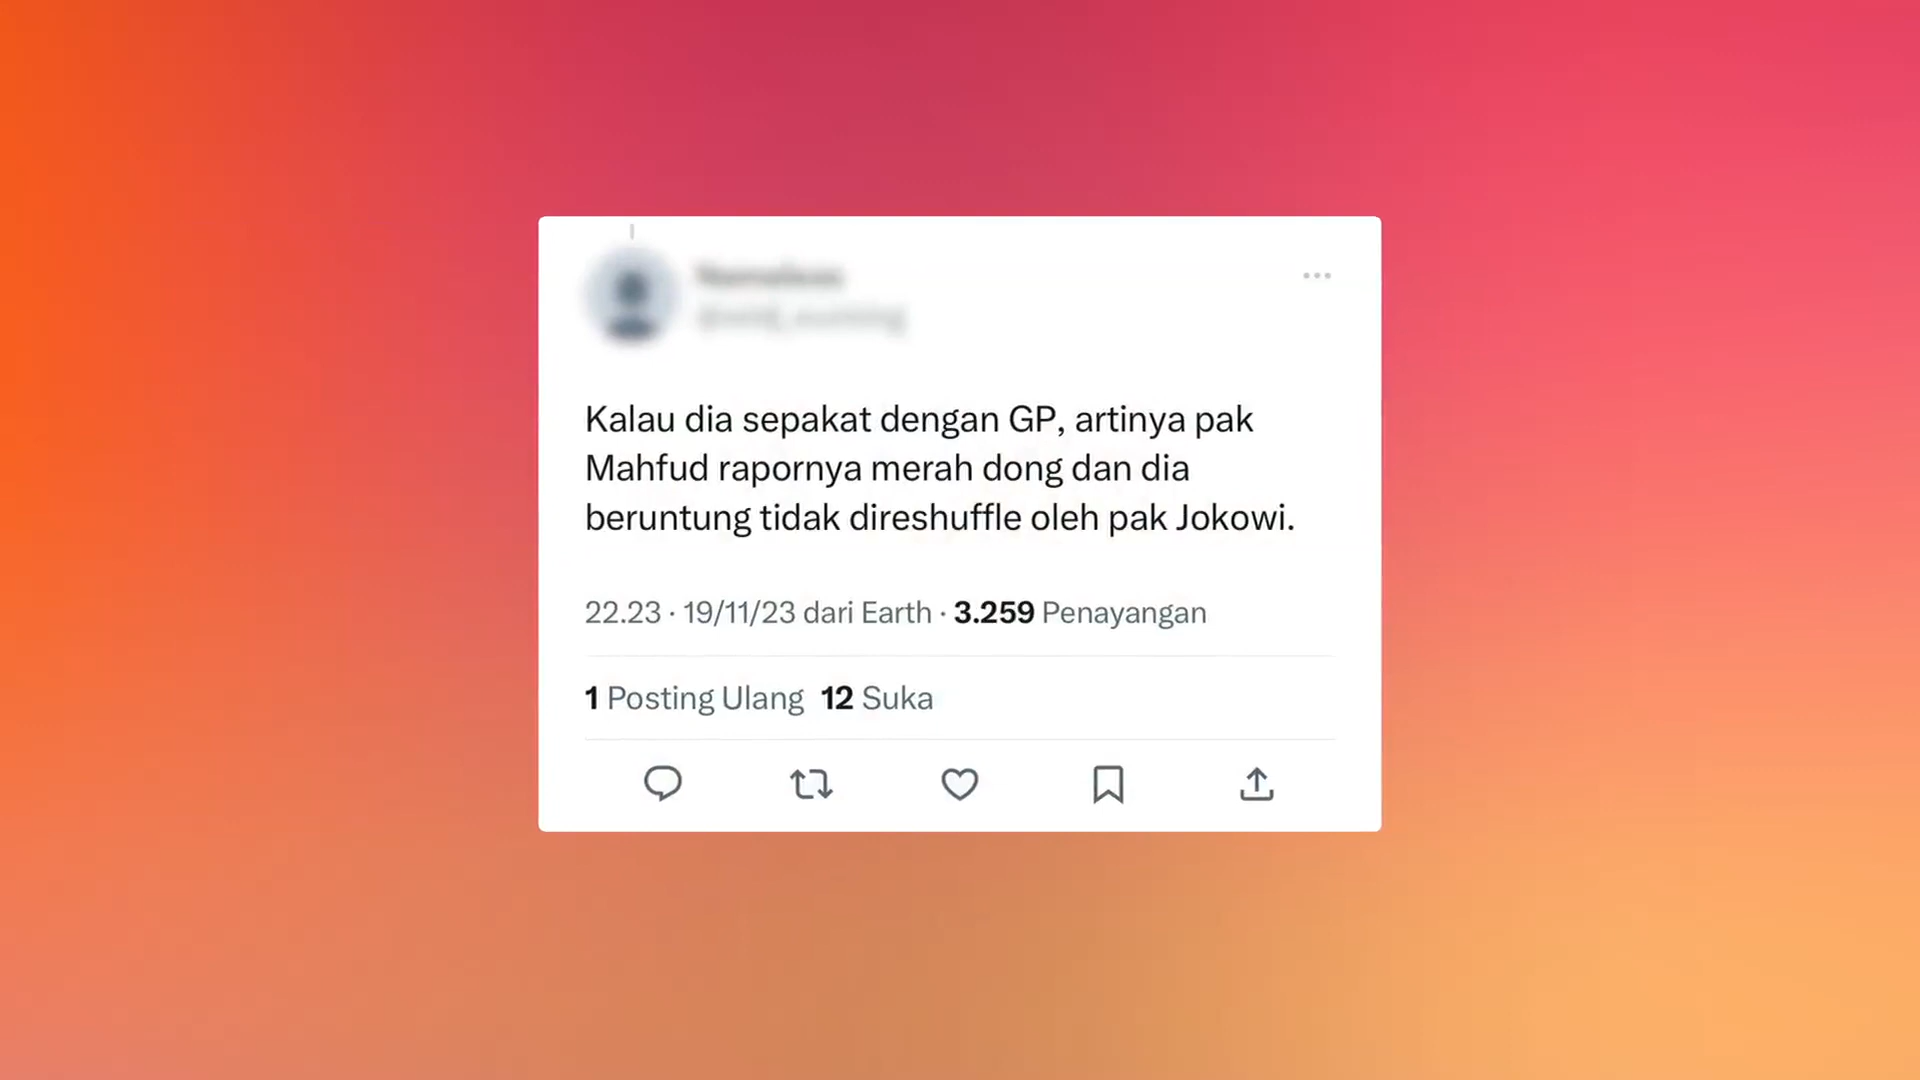 Kalau dia sepakat dengan GP, artinya pak
Mahfud rapornya merah dong dan dia
beruntung tidak direshuffle oleh pak Jokowi.
22.23 · 19/11/23 dari Earth · 3.259 Penayangan
1 Posting Ulang 12 Suka